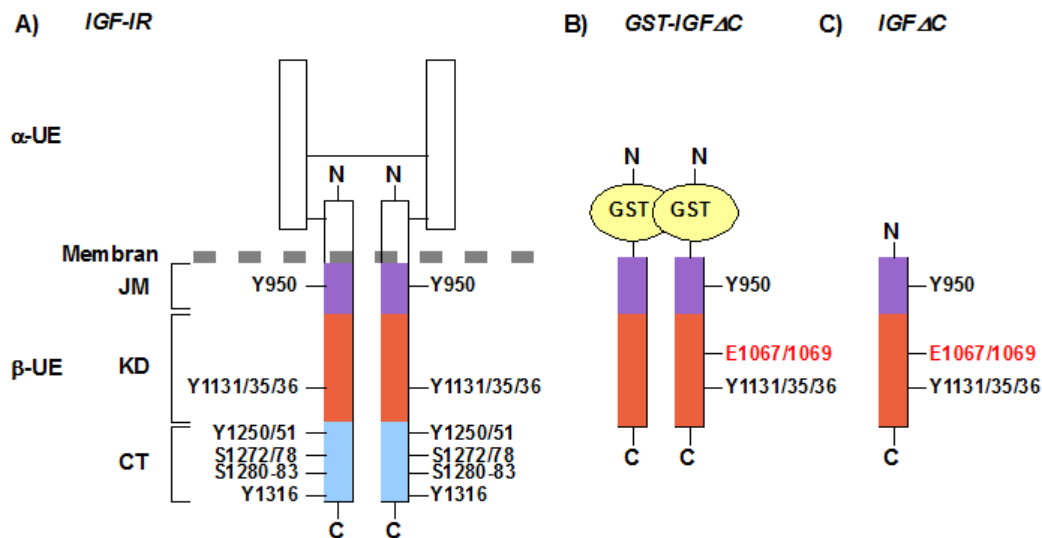 A) IGF-IR
B) GST-IGFΔC
C) IGFΔC
α-UE
N N
N N
GST GST
N
Membran
JM
Y950 Y950
Y950
Y950
β-UE
KD
E1067/1069
E1067/1069
Y1131/35/36 Y1131/35/36
Y1131/35/36
Y1131/35/36
CT
Y1250/51 Y1250/51
S1272/78 S1272/78
S1280-83 S1280-83
Y1316 Y1316
C C
C C
C